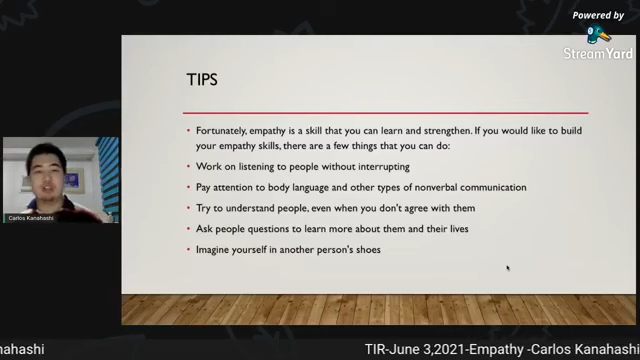 Powered by
StreamYard
TIPS
• Fortunately, empathy is a skill that you can learn and strengthen. If you would like to build
your empathy skills, there are a few things that you can do:
• Work on listening to people without interrupting
• Pay attention to body language and other types of nonverbal communication
• Try to understand people, even when you don't agree with them
• Ask people questions to learn more about them and their lives
• Imagine yourself in another person's shoes
Carlos Kanahashi
nahashi
TIR-June 3,2021-Empathy -Carlos Kanahashi